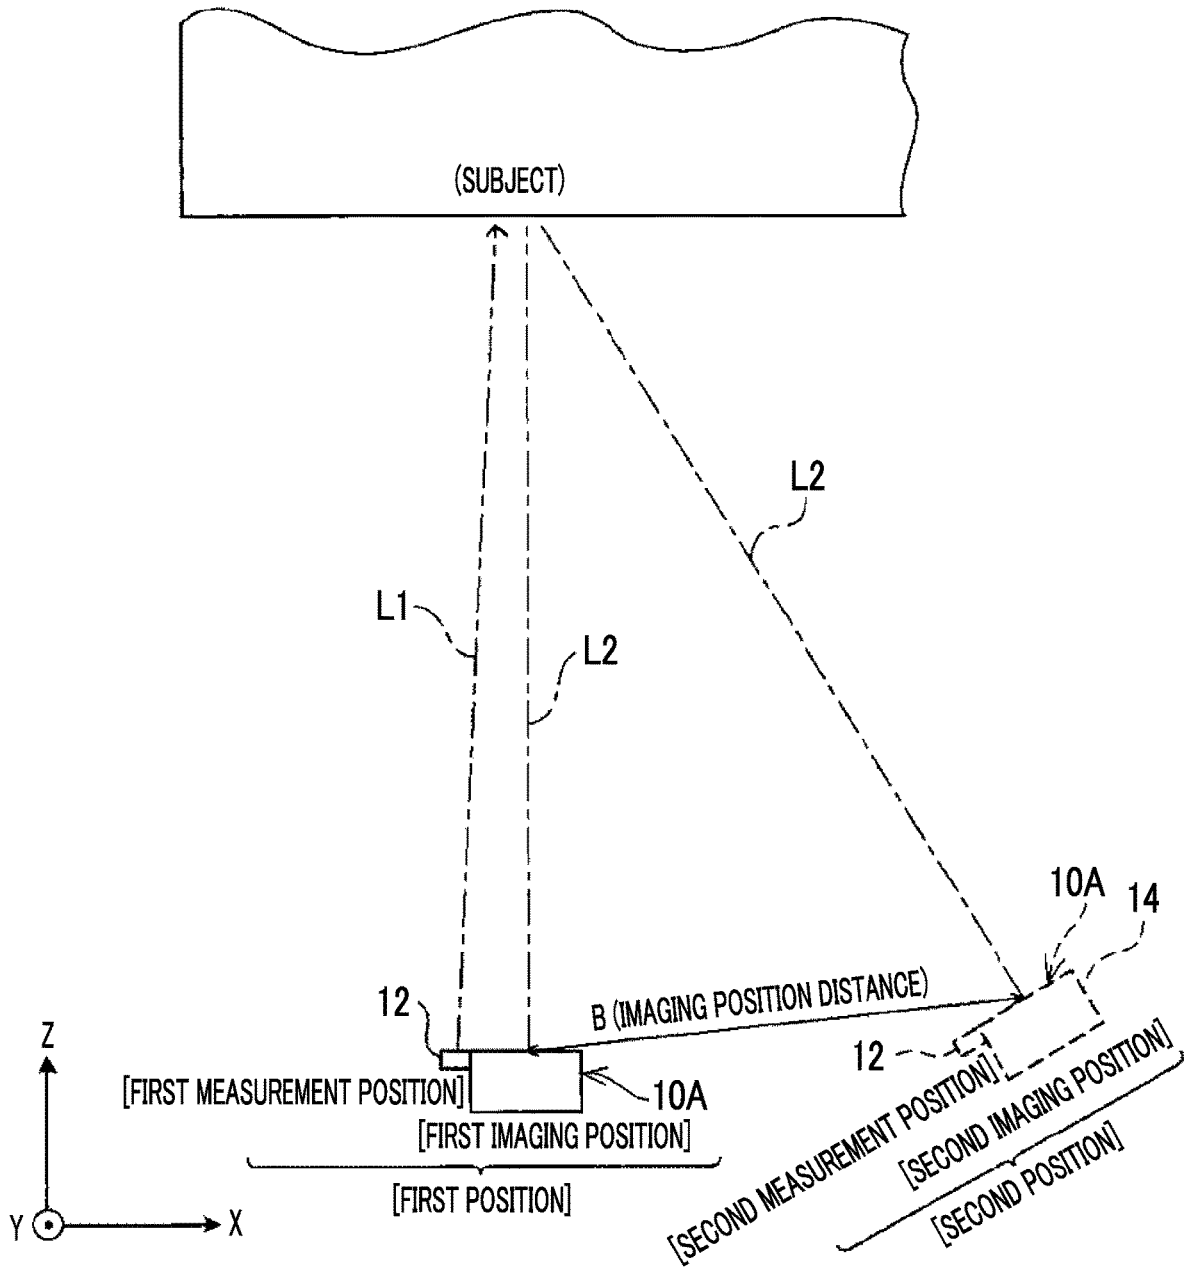 (SUBJECT)
L2
L1
L2
10A
14
B (IMAGING POSITION DISTANCE)
12
12
Z
[FIRST MEASUREMENT POSITION]
10A
[FIRST IMAGING POSITION]
[FIRST POSITION]
[SECOND MEASUREMENT POSITION]
[SECOND IMAGING POSITION]
[SECOND POSITION]
Y
X